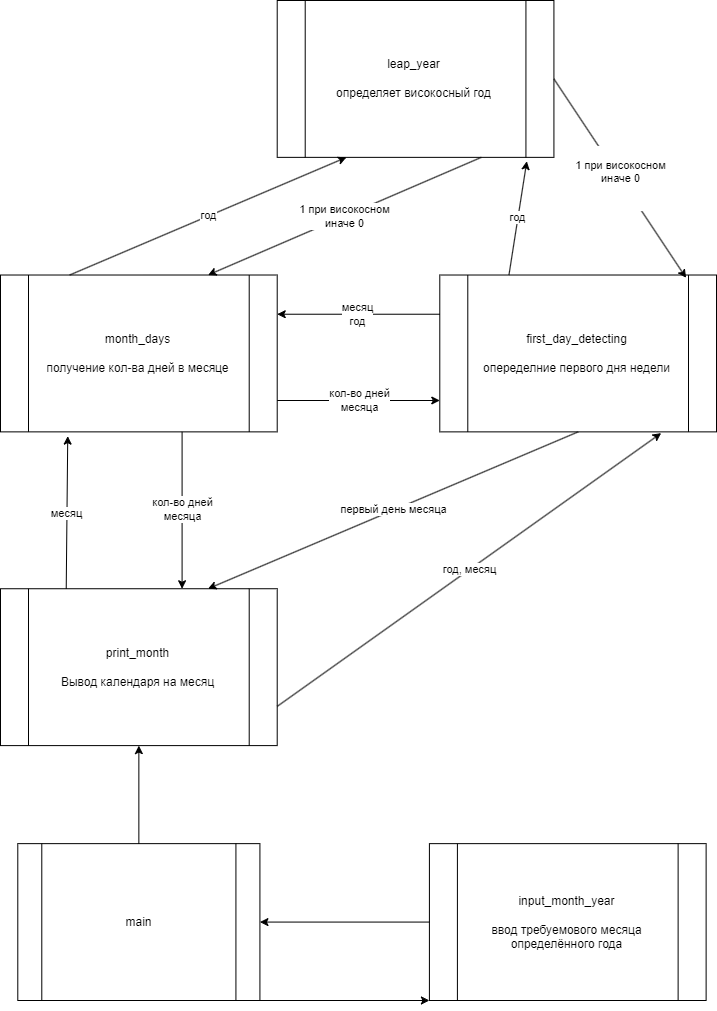 leap_year
определяет високосный год
1 при високосном
иначе 0
год
1 при високосном
иначе 0
год
месяц
год
month_days
получение кол-ва дней в месяце
first_day_detecting
опеределние первого дня недели
кол-во дней
месяца
месяц
кол-во дней
месяца
первый день месяца
год, месяц
print_month
Вывод календаря на месяц
main
input_month_year
ввод требуемового месяца
определённого года